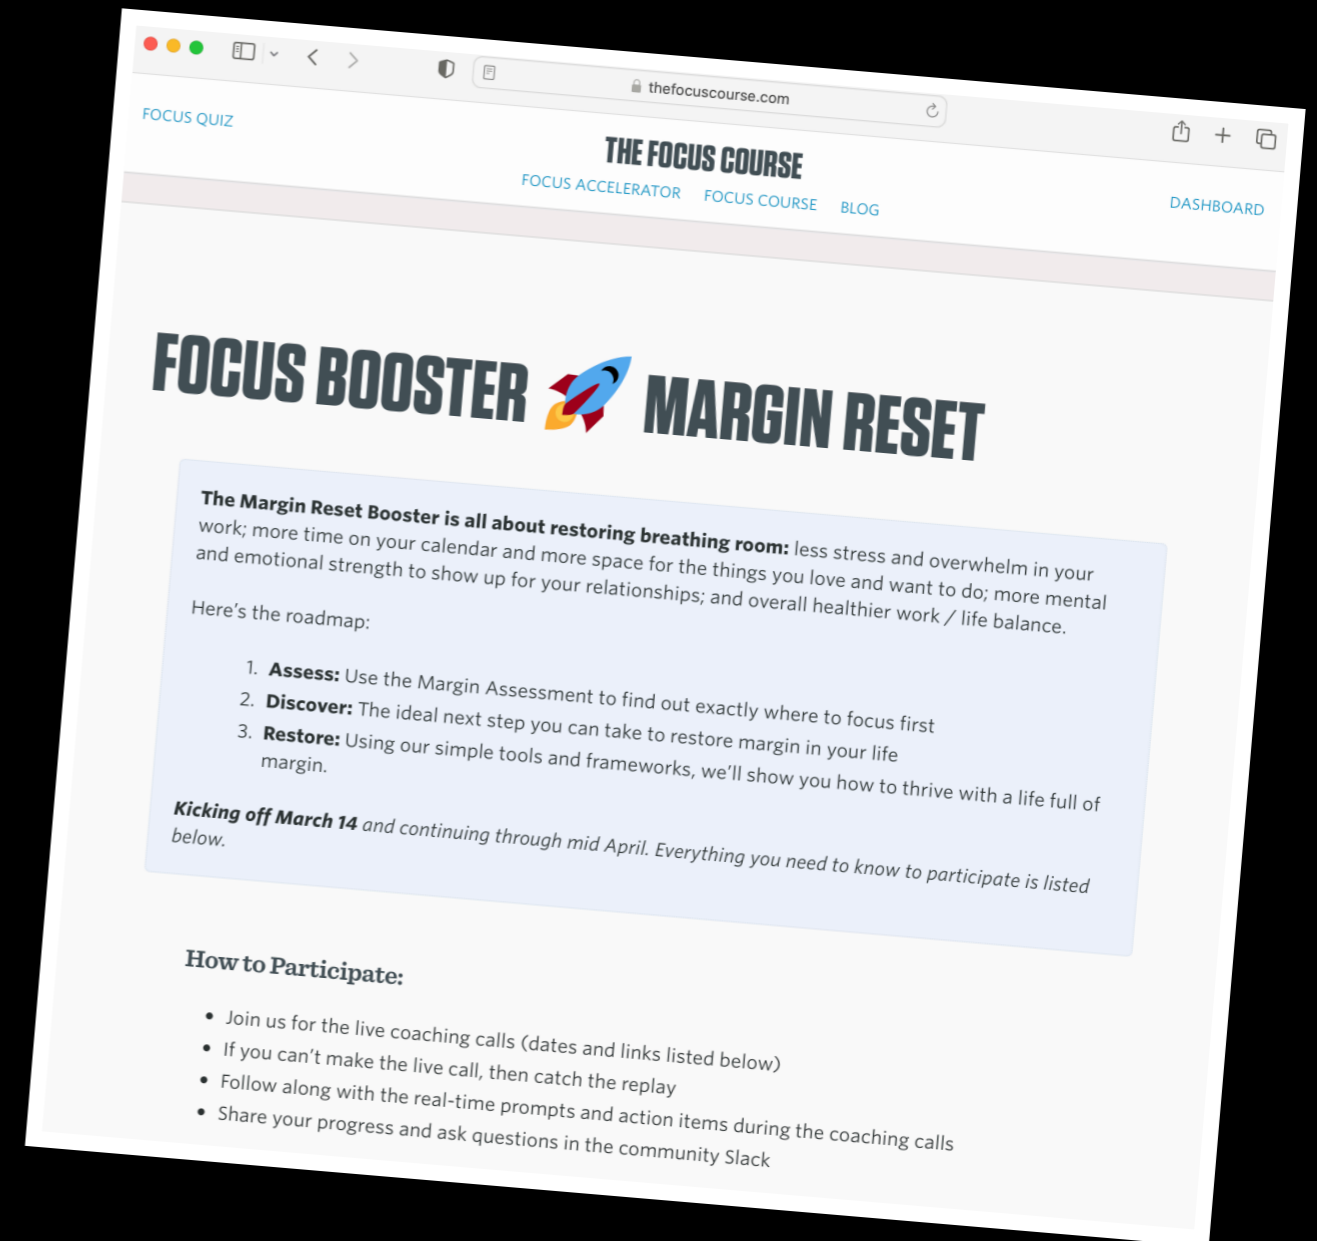 thefocuscourse.com
FOCUS QUIZ
THE FOCUS COURSE
FOCUS ACCELERATOR FOCUS COURSE BLOG
DASHBOARD
FOCUS BOOSTER 🚀 MARGIN RESET
The Margin Reset Booster is all about restoring breathing room: less stress and overwhelm in your
work; more time on your calendar and more space for the things you love and want to do; more mental
and emotional strength to show up for your relationships; and overall healthier work / life balance.
Here's the roadmap:
1. Assess: Use the Margin Assessment to find out exactly where to focus first
2. Discover: The ideal next step you can take to restore margin in your life
3. Restore: Using our simple tools and frameworks, we'll show you how to thrive with a life full of
margin.
Kicking off March 14 and continuing through mid April. Everything you need to know to participate is listed
below.
How to Participate:
• Join us for the live coaching calls (dates and links listed below)
• If you can't make the live call, then catch the replay
• Follow along with the real-time prompts and action items during the coaching calls
• Share your progress and ask questions in the community Slack